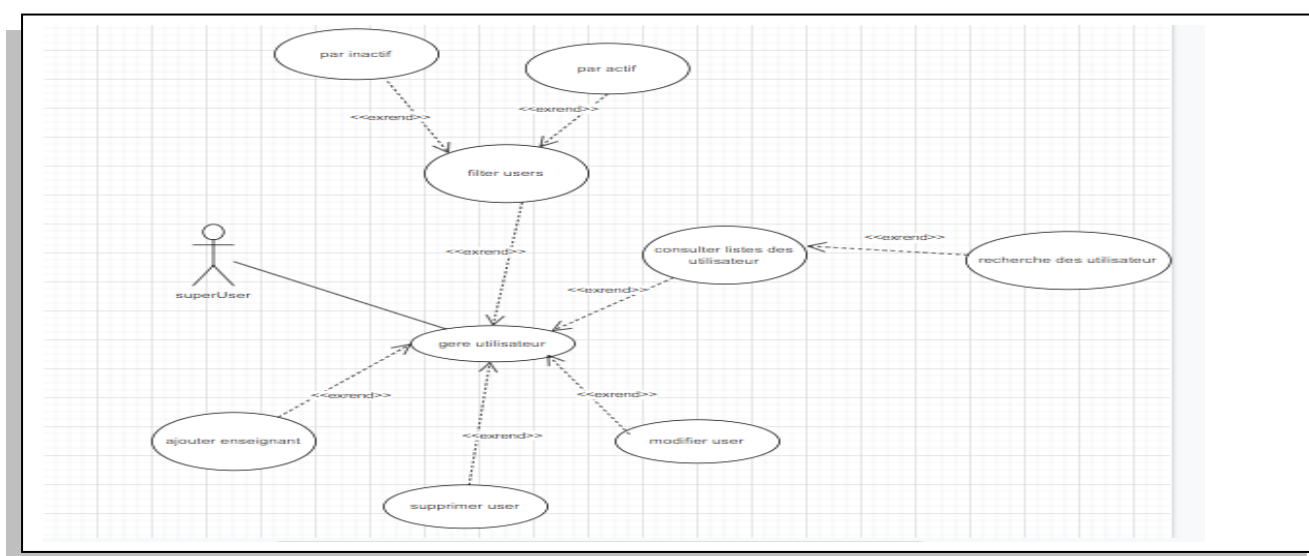 par inactif
par actif
<<exrend>>
<<exrend>>
filter users
<<exrend>>
consulter listes des
utilisateur
<<exrend>>
recherche des utilisateur
<<exrend>>
superUser
gere utilisateur
<<exrend>>
<<exrend>>
<<exrend>>
ajouter enseignant
modifier user
supprimer user